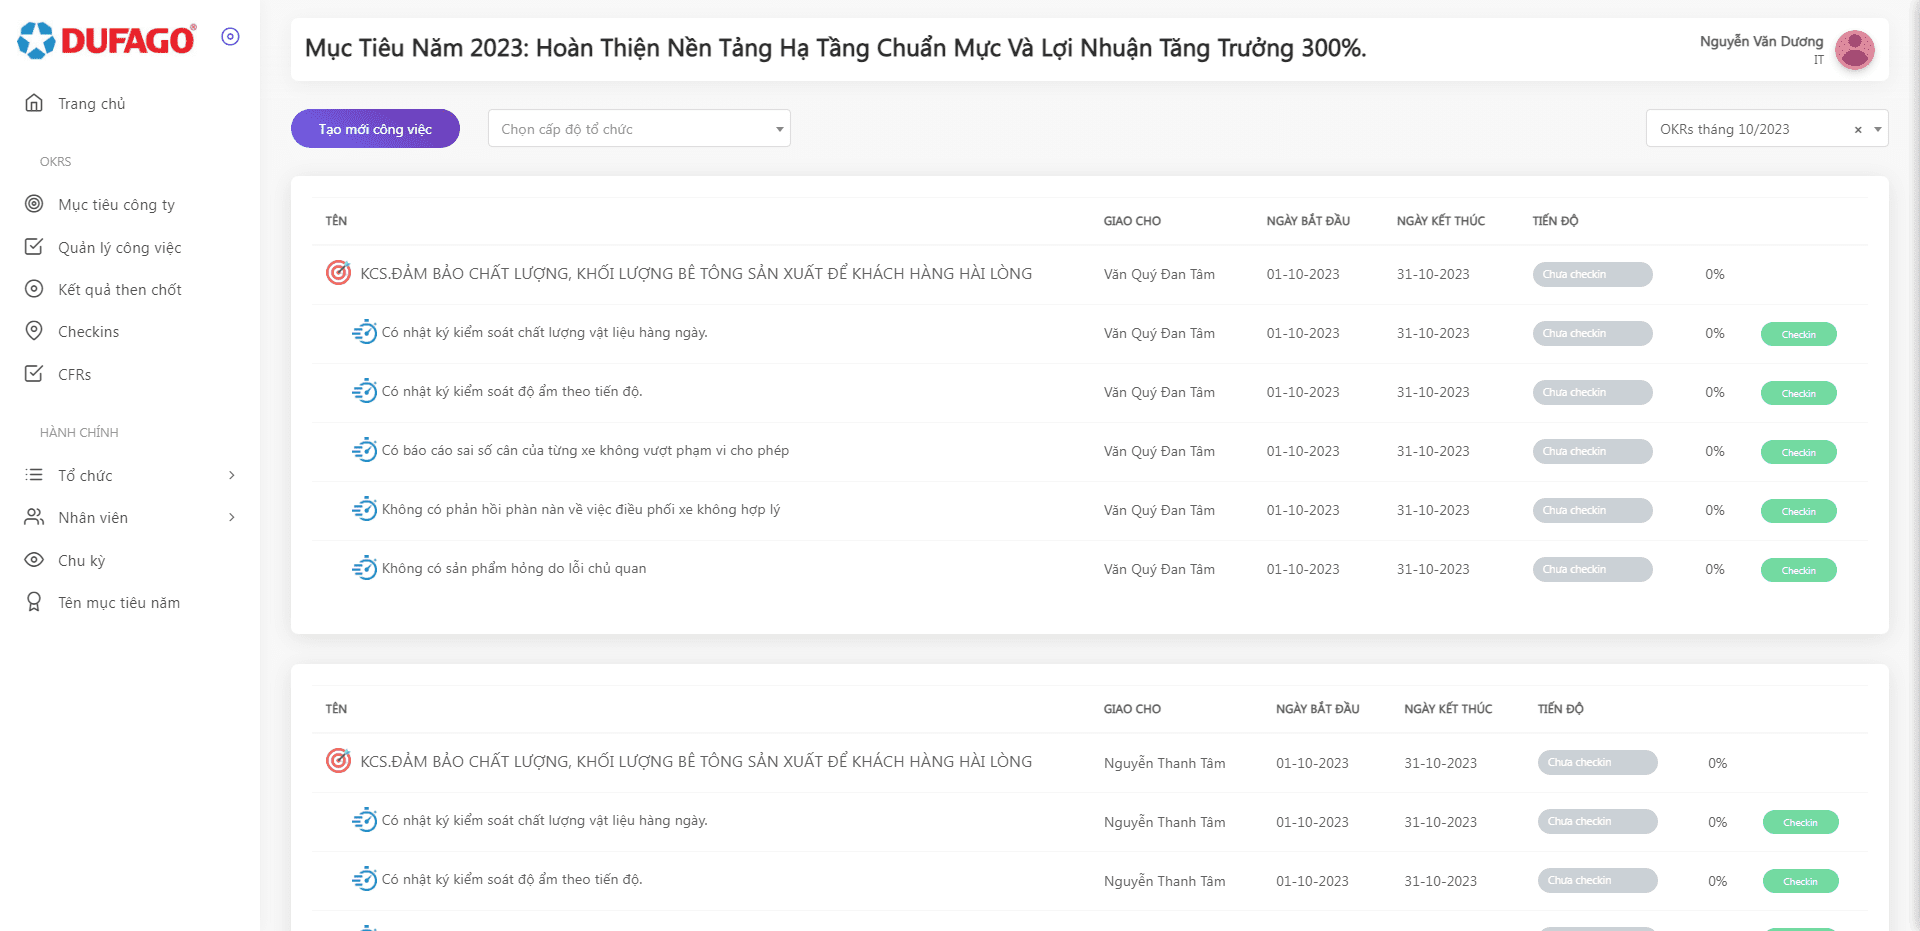 DUFAGO®
Trang chủ
OKRS
Mục tiêu công ty
Quản lý công việc
Kết quả then chốt
Checkins
CFRs
HÀNH CHÍNH
Tổ chức
Nhân viên
Chu kỳ
Tên mục tiêu năm
Mục Tiêu Năm 2023: Hoàn Thiện Nền Tảng Hạ Tầng Chuẩn Mực Và Lợi Nhuận Tăng Trưởng 300%.
Nguyễn Văn Dương
IT
Tạo mới công việc
Chọn cấp độ tổ chức
OKRs tháng 10/2023 ×
TÊN GIAO CHO NGÀY BẮT ĐẦU NGÀY KẾT THÚC TIẾN ĐỘ
KCS.ĐẢM BẢO CHẤT LƯỢNG, KHỐI LƯỢNG BÊ TÔNG SẢN XUẤT ĐỂ KHÁCH HÀNG HÀI LÒNG Văn Quý Đan Tâm 01-10-2023 31-10-2023 Chưa checkin 0%
Có nhật ký kiểm soát chất lượng vật liệu hàng ngày. Văn Quý Đan Tâm 01-10-2023 31-10-2023 Chưa checkin 0% Checkin
Có nhật ký kiểm soát độ ẩm theo tiến độ. Văn Quý Đan Tâm 01-10-2023 31-10-2023 Chưa checkin 0% Checkin
Có báo cáo sai số cân của từng xe không vượt phạm vi cho phép Văn Quý Đan Tâm 01-10-2023 31-10-2023 Chưa checkin 0% Checkin
Không có phản hồi phàn nàn về việc điều phối xe không hợp lý Văn Quý Đan Tâm 01-10-2023 31-10-2023 Chưa checkin 0% Checkin
Không có sản phẩm hỏng do lỗi chủ quan Văn Quý Đan Tâm 01-10-2023 31-10-2023 Chưa checkin 0% Checkin
TÊN GIAO CHO NGÀY BẮT ĐẦU NGÀY KẾT THÚC TIẾN ĐỘ
KCS.ĐẢM BẢO CHẤT LƯỢNG, KHỐI LƯỢNG BÊ TÔNG SẢN XUẤT ĐỂ KHÁCH HÀNG HÀI LÒNG Nguyễn Thanh Tâm 01-10-2023 31-10-2023 Chưa checkin 0%
Có nhật ký kiểm soát chất lượng vật liệu hàng ngày. Nguyễn Thanh Tâm 01-10-2023 31-10-2023 Chưa checkin 0% Checkin
Có nhật ký kiểm soát độ ẩm theo tiến độ. Nguyễn Thanh Tâm 01-10-2023 31-10-2023 Chưa checkin 0% Checkin